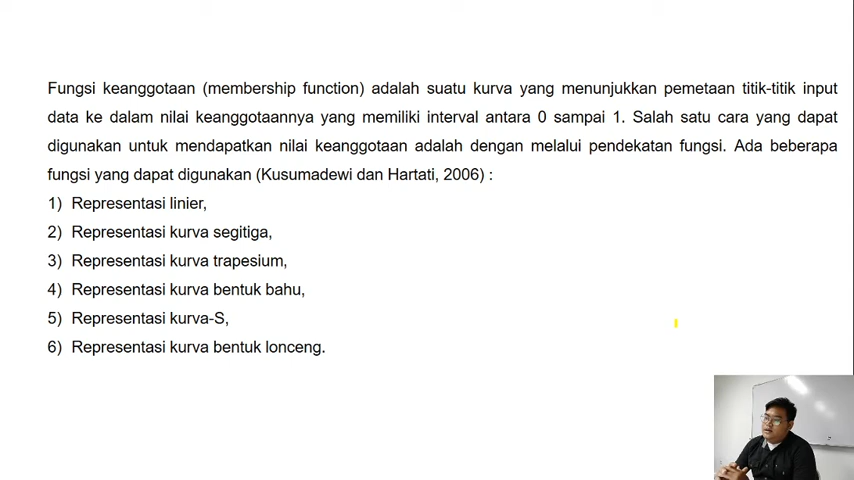 Fungsi keanggotaan (membership function) adalah suatu kurva yang menunjukkan pemetaan titik-titik input
data ke dalam nilai keanggotaannya yang memiliki interval antara 0 sampai 1. Salah satu cara yang dapat
digunakan untuk mendapatkan nilai keanggotaan adalah dengan melalui pendekatan fungsi. Ada beberapa
fungsi yang dapat digunakan (Kusumadewi dan Hartati, 2006) :
1) Representasi linier,
2) Representasi kurva segitiga,
3) Representasi kurva trapesium,
4) Representasi kurva bentuk bahu,
5) Representasi kurva-S,
6) Representasi kurva bentuk lonceng.